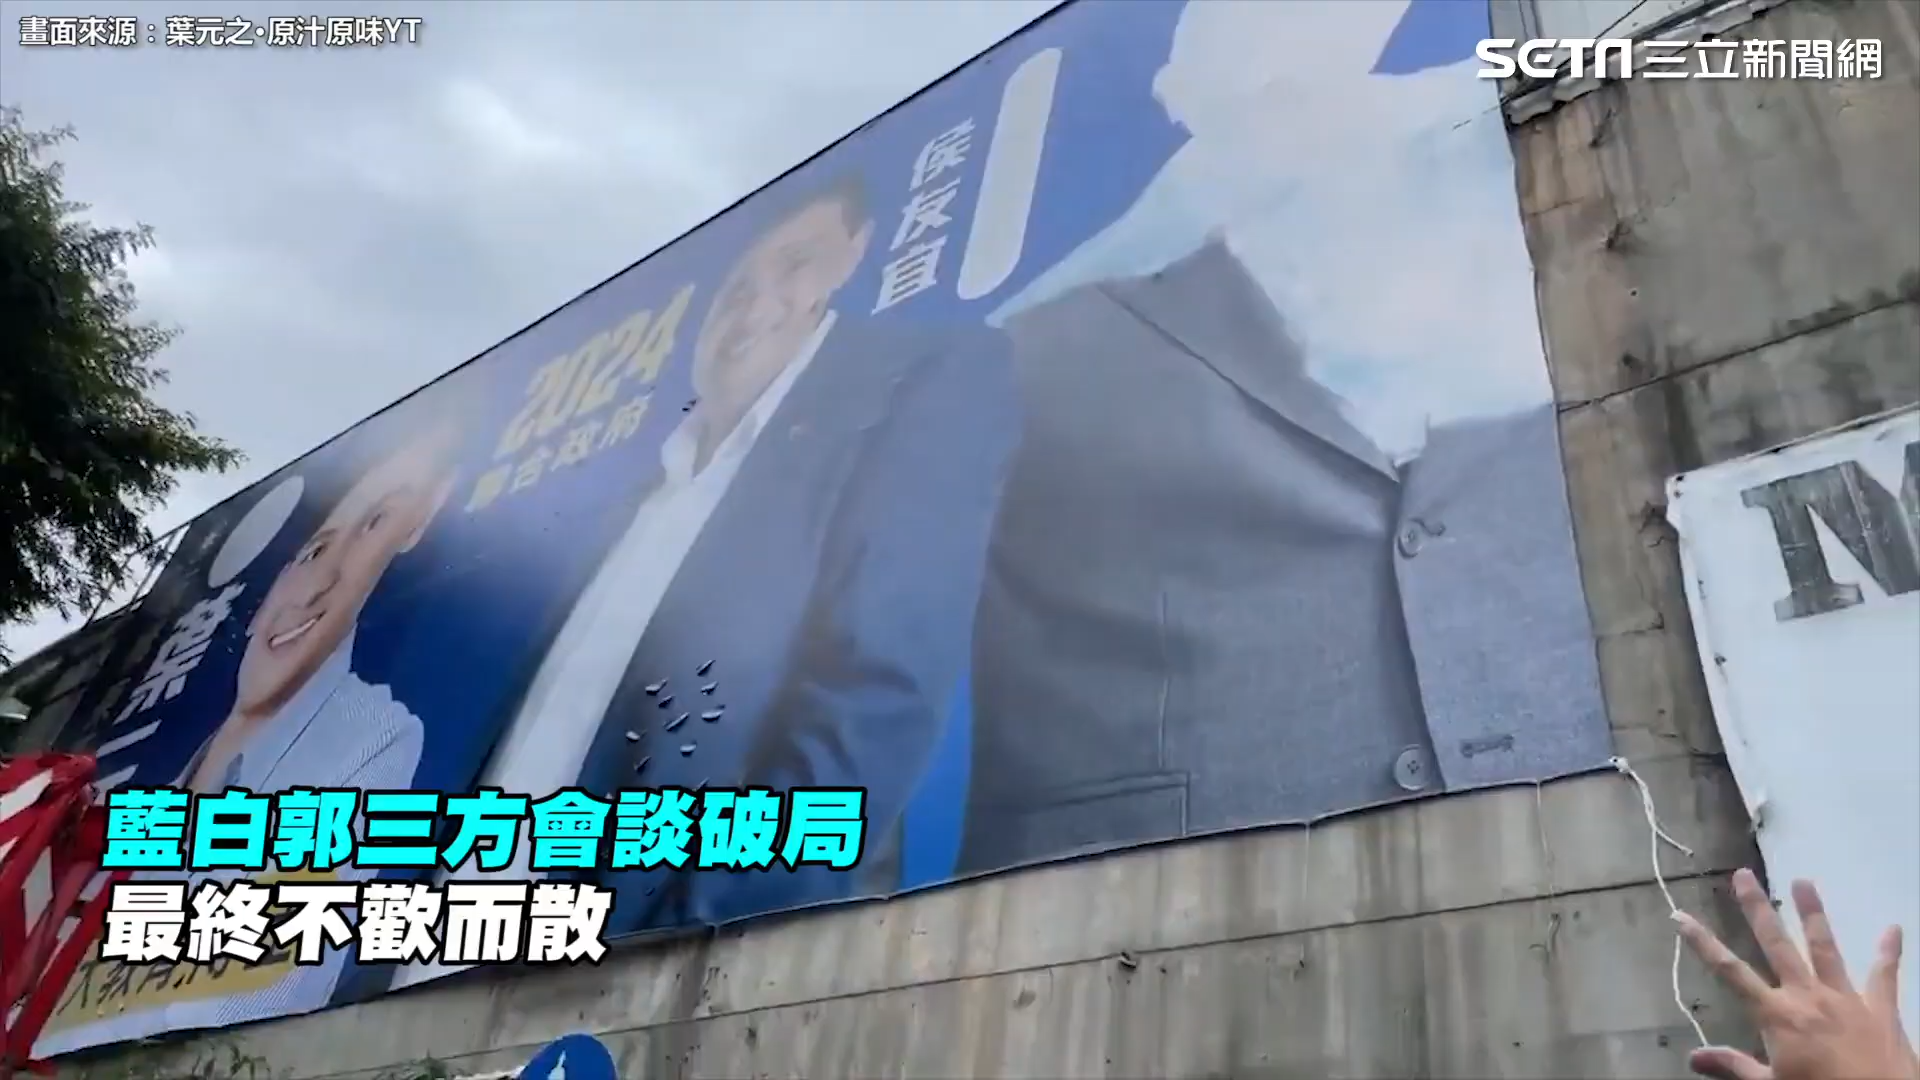 畫面來源：葉元之•原汁原味YT
SETN三立新聞網
侯友宜
2024
聯合政府
葉元
M
藍白郭三方會談破局
最終不歡而散